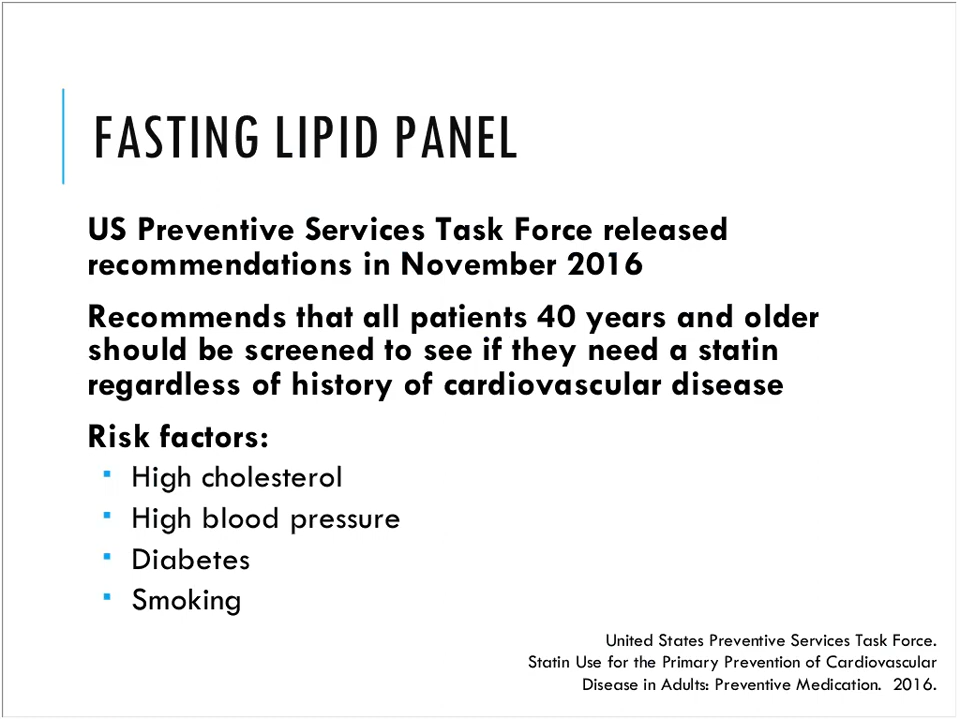 FASTING LIPID PANEL
US Preventive Services Task Force released
recommendations in November 2016
Recommends that all patients 40 years and older
should be screened to see if they need a statin
regardless of history of cardiovascular disease
Risk factors:
▪ High cholesterol
▪ High blood pressure
▪ Diabetes
▪ Smoking
United States Preventive Services Task Force.
Statin Use for the Primary Prevention of Cardiovascular
Disease in Adults: Preventive Medication.  2016.